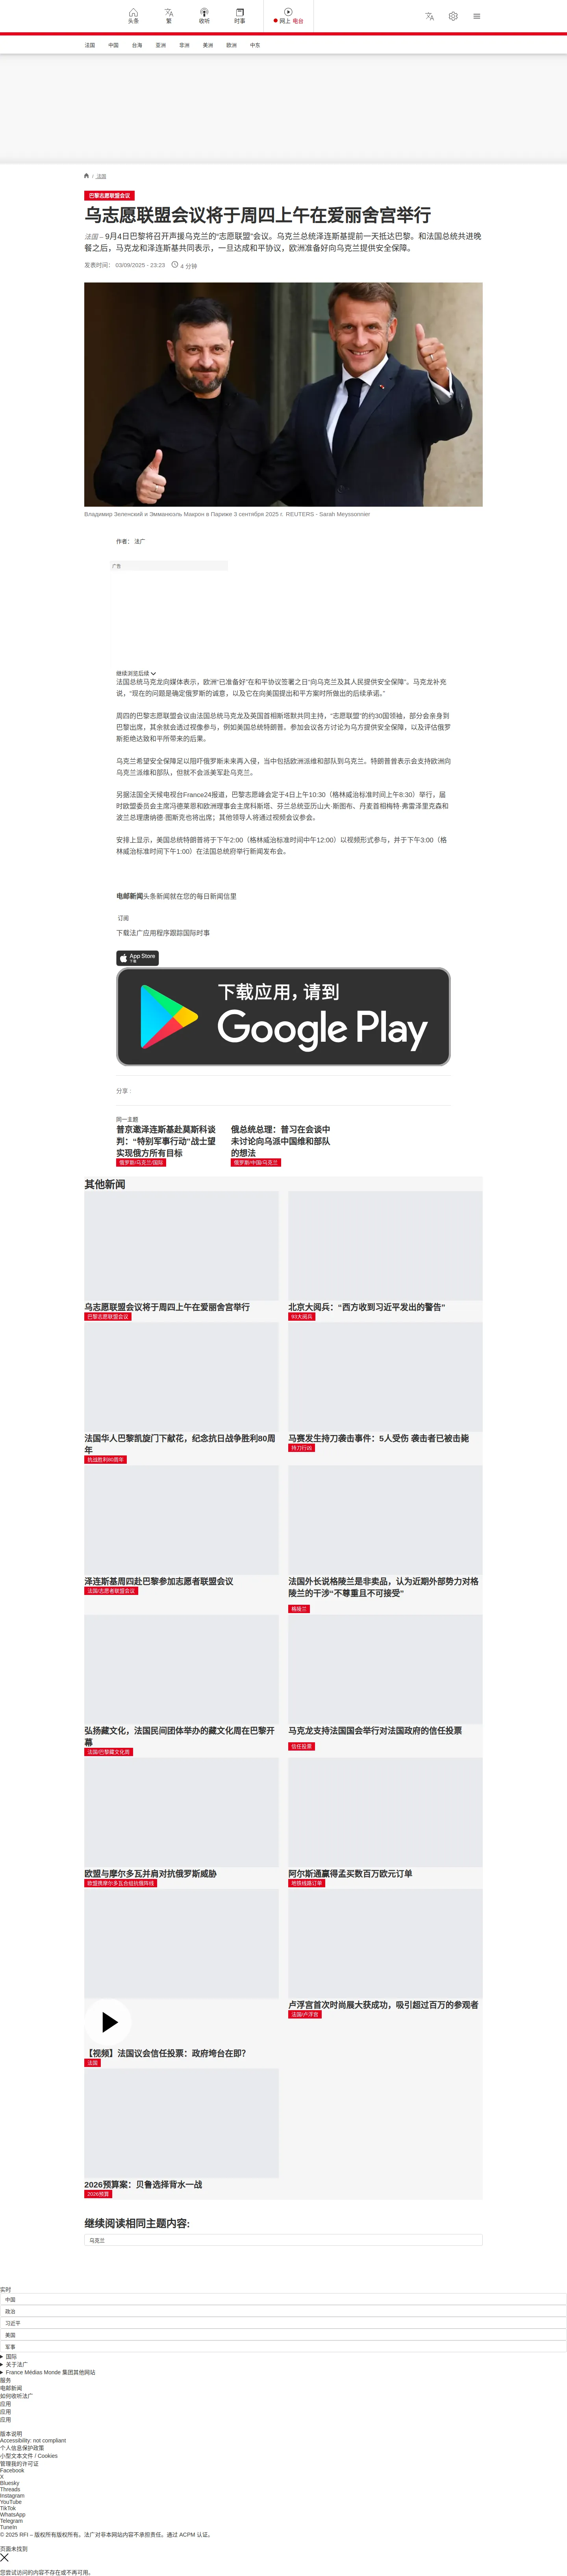 头条
繁
收听
时事
网上 电台
法国
中国
台海
亚洲
非洲
美洲
欧洲
中东
/ 法国
巴黎志愿联盟会议
乌志愿联盟会议将于周四上午在爱丽舍宫举行
法国 – 9月4日巴黎将召开声援乌克兰的“志愿联盟”会议。乌克兰总统泽连斯基提前一天抵达巴黎。和法国总统共进晚
餐之后，马克龙和泽连斯基共同表示，一旦达成和平协议，欧洲准备好向乌克兰提供安全保障。
发表时间： 03/09/2025 - 23:23
4 分钟
Владимир Зеленский и Эммануэль Макрон в Париже 3 сентября 2025 г. REUTERS - Sarah Meyssonnier
作者： 法广
广告
继续浏览后续
法国总统马克龙向媒体表示，欧洲“已准备好”在和平协议签署之日“向乌克兰及其人民提供安全保障”。马克龙补充
说，“现在的问题是确定俄罗斯的诚意，以及它在向美国提出和平方案时所做出的后续承诺。”
周四的巴黎志愿联盟会议由法国总统马克龙及英国首相斯塔默共同主持，“志愿联盟”的约30国领袖，部分会亲身到
巴黎出席，其余就会透过视像参与，例如美国总统特朗普。参加会议各方讨论为乌方提供安全保障，以及评估俄罗
斯拒绝达致和平所带来的后果。
乌克兰希望安全保障足以阻吓俄罗斯未来再入侵，当中包括欧洲派维和部队到乌克兰。特朗普曾表示会支持欧洲向
乌克兰派维和部队，但就不会派美军赴乌克兰。
另据法国全天候电视台France24报道，巴黎志愿峰会定于4日上午10:30（格林威治标准时间上午8:30）举行，届
时欧盟委员会主席冯德莱恩和欧洲理事会主席科斯塔、芬兰总统亚历山大·斯图布、丹麦首相梅特·弗雷泽里克森和
波兰总理唐纳德·图斯克也将出席；其他领导人将通过视频会议参会。
安排上显示，美国总统特朗普将于下午2:00（格林威治标准时间中午12:00）以视频形式参与，并于下午3:00（格
林威治标准时间下午1:00）在法国总统府举行新闻发布会。
电邮新闻头条新闻就在您的每日新闻信里
订阅
下载法广应用程序跟踪国际时事
App Store
下载
下载应用，请到
Google Play
分享 :
同一主题
普京邀泽连斯基赴莫斯科谈
判：“特别军事行动”战士望
实现俄方所有目标
俄罗斯/乌克兰/国际
俄总统总理：普习在会谈中
未讨论向乌派中国维和部队
的想法
俄罗斯/中国/乌克兰
其他新闻
乌志愿联盟会议将于周四上午在爱丽舍宫举行
巴黎志愿联盟会议
北京大阅兵：“西方收到习近平发出的警告”
93大阅兵
法国华人巴黎凯旋门下献花，纪念抗日战争胜利80周
年
抗战胜利80周年
马赛发生持刀袭击事件：5人受伤 袭击者已被击毙
持刀行凶
泽连斯基周四赴巴黎参加志愿者联盟会议
法国/志愿者联盟会议
法国外长说格陵兰是非卖品，认为近期外部势力对格
陵兰的干涉“不尊重且不可接受”
格陵兰
弘扬藏文化，法国民间团体举办的藏文化周在巴黎开
幕
法国/巴黎藏文化周
马克龙支持法国国会举行对法国政府的信任投票
信任投票
欧盟与摩尔多瓦并肩对抗俄罗斯威胁
欧盟携摩尔多瓦合组抗俄阵线
阿尔斯通赢得孟买数百万欧元订单
地铁线路订单
【视频】法国议会信任投票：政府垮台在即？
法国
卢浮宫首次时尚展大获成功，吸引超过百万的参观者
法国/卢浮宫
2026预算案：贝鲁选择背水一战
2026预算
继续阅读相同主题内容:
乌克兰
实时
中国
政治
习近平
美国
军事
国际
关于法广
France Médias Monde 集团其他网站
服务
电邮新闻
如何收听法广
应用
应用
应用
版本说明
Accessibility: not compliant
个人信息保护政策
小型文本文件 / Cookies
管理我的许可证
Facebook
X
Bluesky
Threads
Instagram
YouTube
TikTok
WhatsApp
Telegram
TuneIn
© 2025 RFI – 版权所有版权所有。法广对非本网站内容不承担责任。通过 ACPM 认证。
页面未找到
您尝试访问的内容不存在或不再可用。